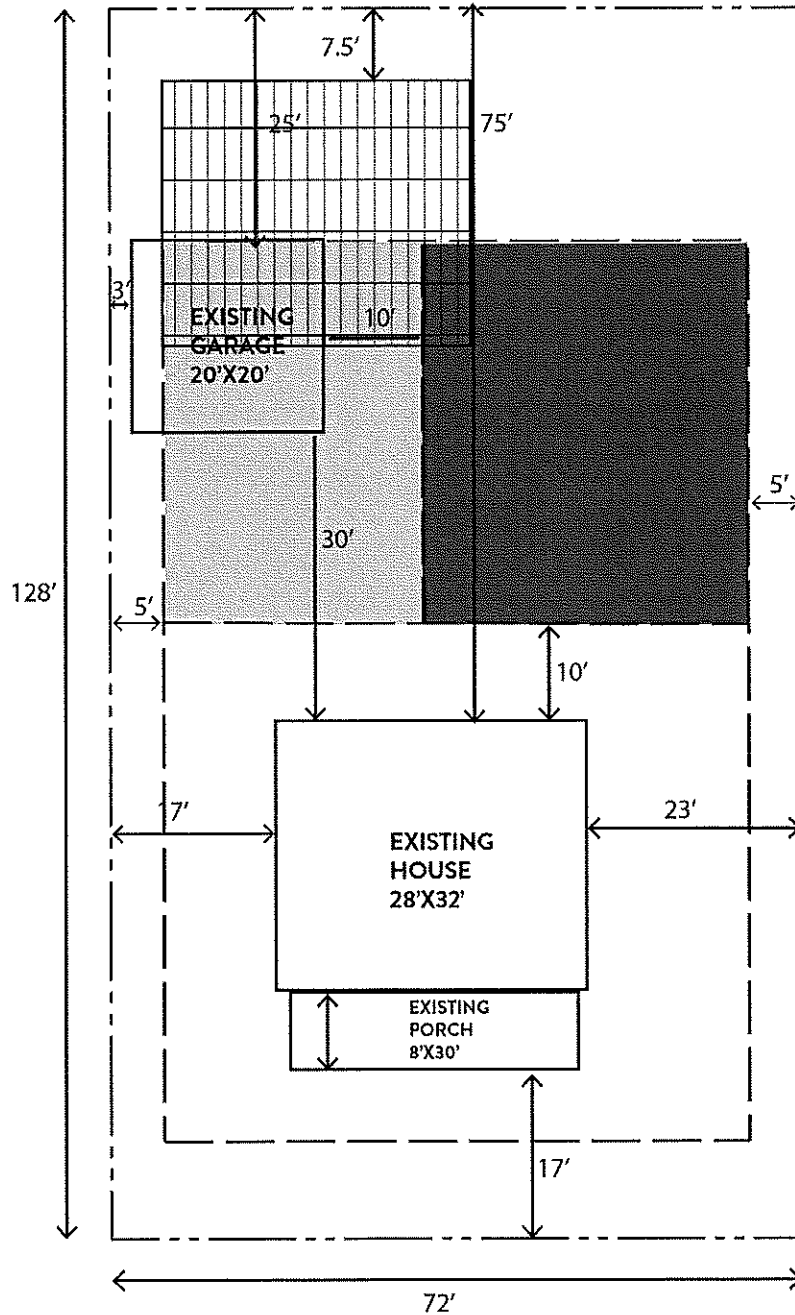 7.5'
25'
75'
3'
EXISTING
GARAGE
20'X20'
10'
5'
30'
128'
5'
10'
17'
23'
EXISTING
HOUSE
28'X32'
EXISTING
PORCH
8'X30'
17'
72'